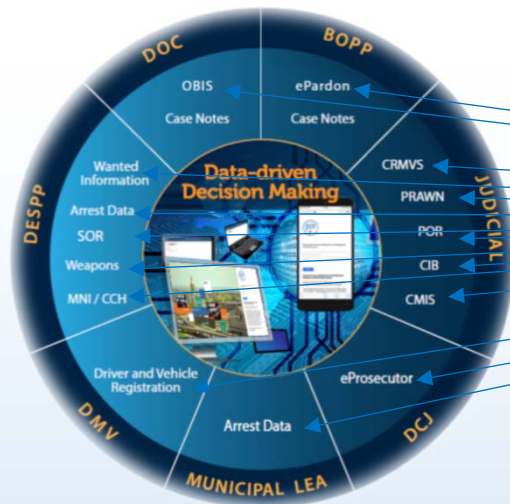 DOC
BOPP
OBIS
Case Notes
ePardon
Case Notes
DESPP
Wanted
Information
Arrest Data
SOR
Weapons
MNI / CCH
Data-driven
Decision Making
CRMVS
PRAWN
POR
CIB
CMIS
JUDICIAL
Driver and Vehicle
Registration
DMV
Arrest Data
MUNICIPAL LEA
eProsecutor
DCJ